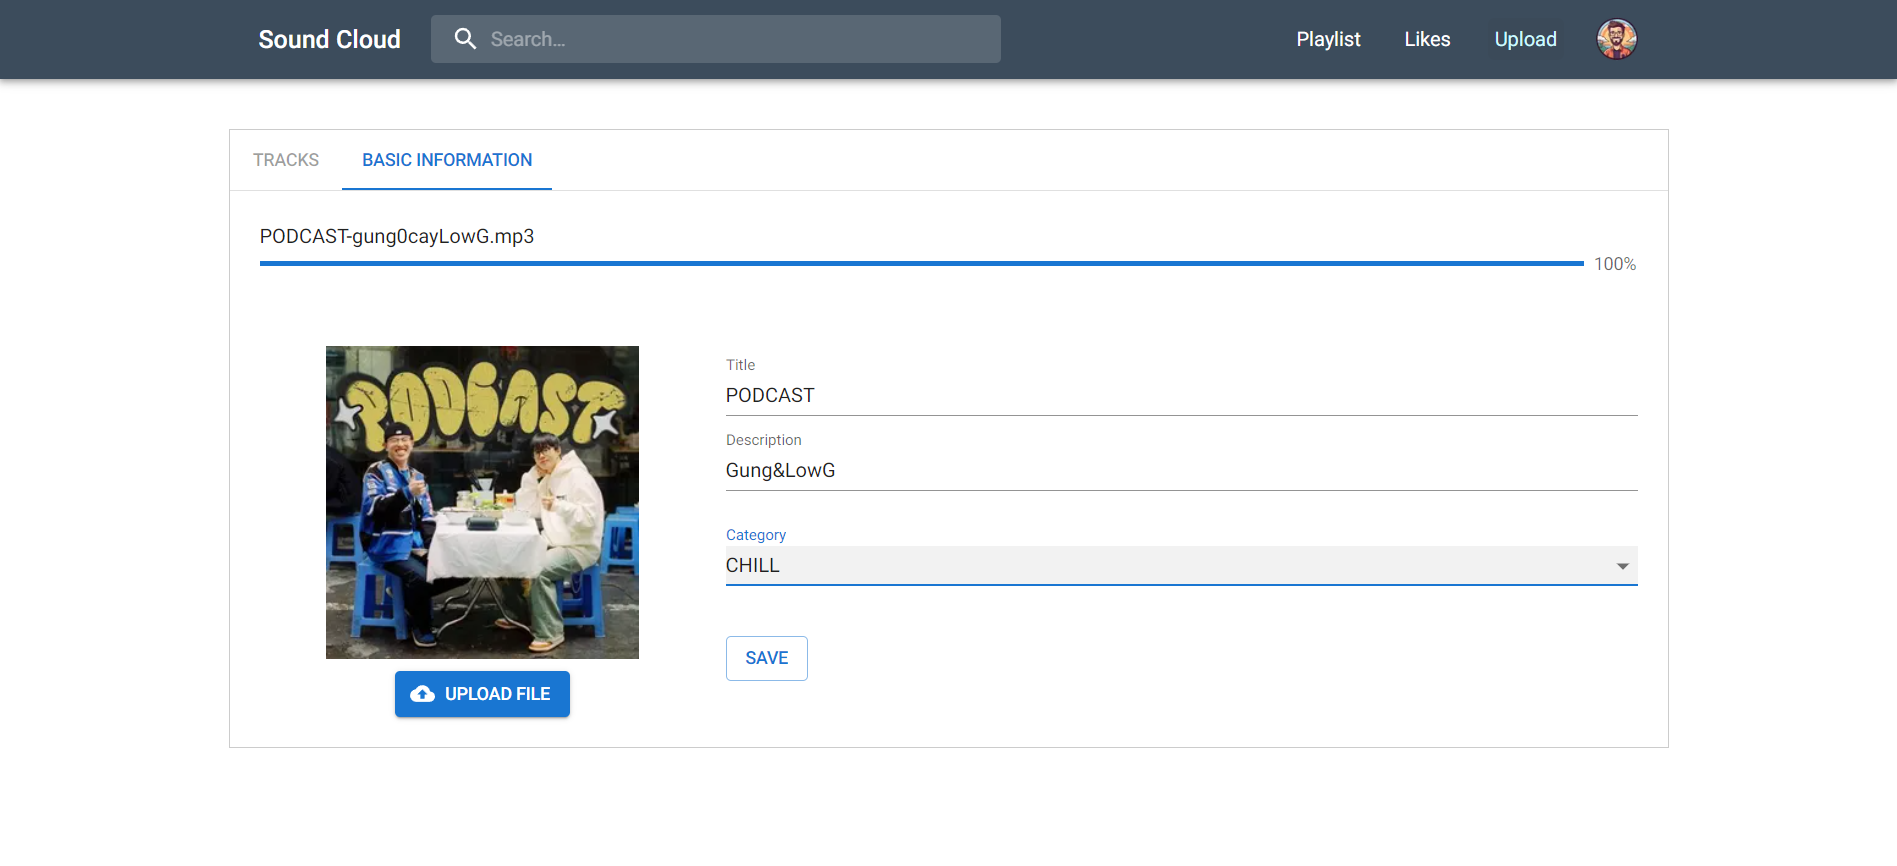 Sound Cloud
Search...
Playlist
Likes
Upload
TRACKS
BASIC INFORMATION
PODCAST-gung0cayLowG.mp3
100%
PODCAST
UPLOAD FILE
Title
PODCAST
Description
Gung&LowG
Category
CHILL
SAVE